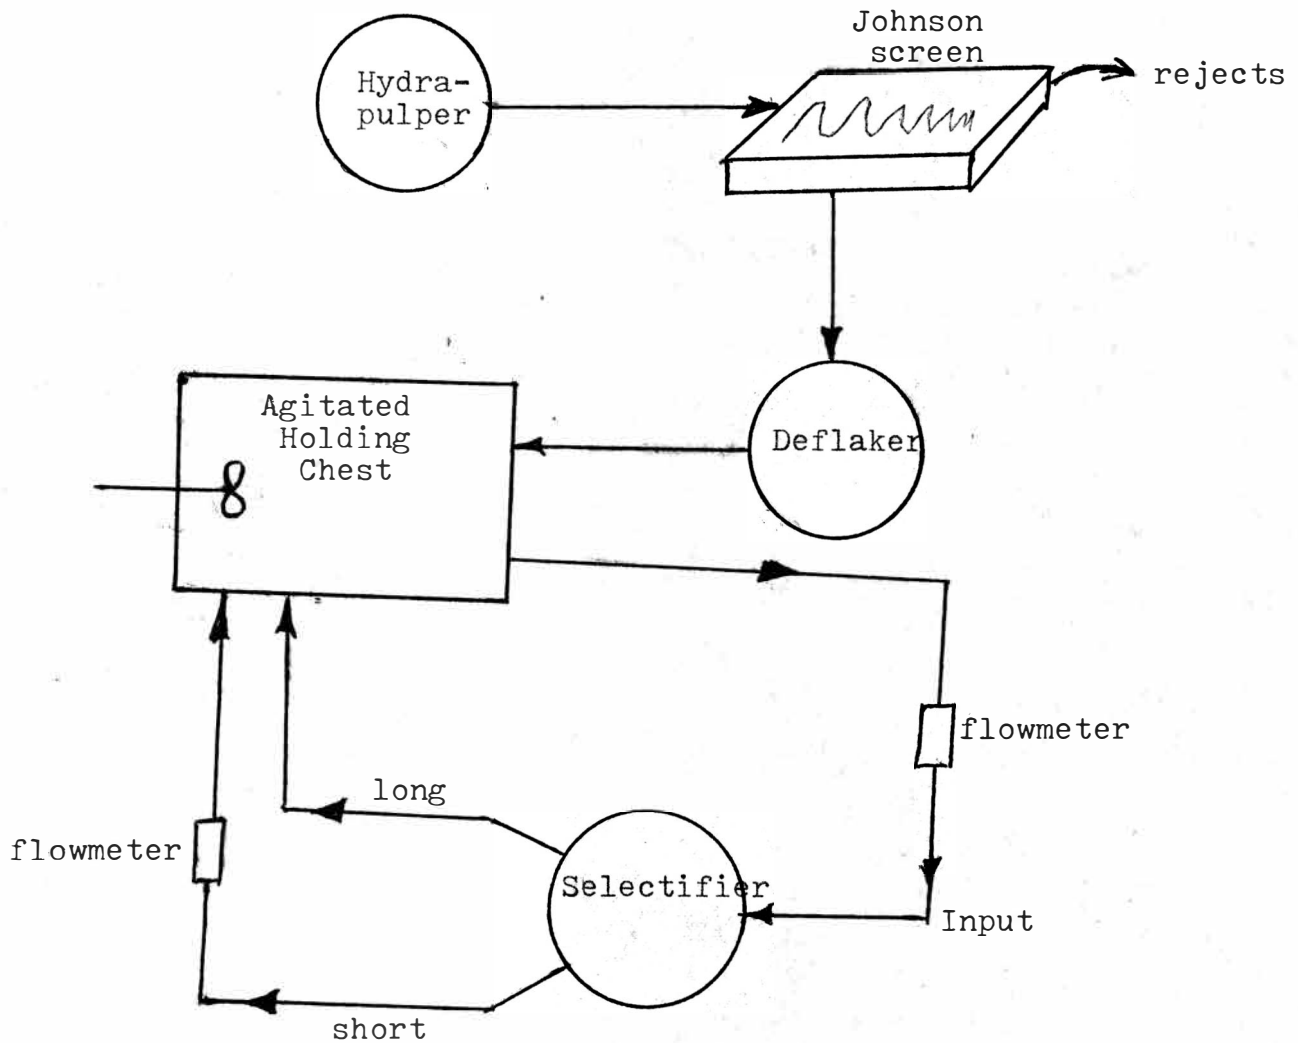 Johnson
screen
rejects
Hydra-
pulper
Agitated
Holding
Chest
Deflaker
flowmeter
long
flowmeter
Selectifier
Input
short